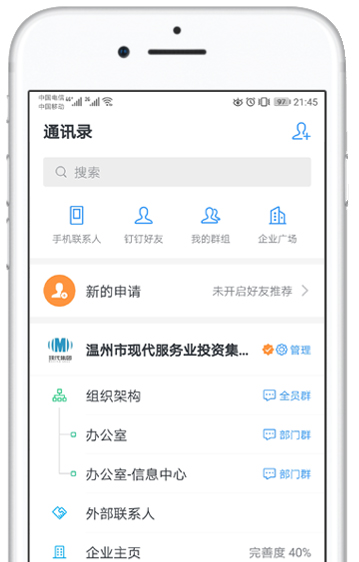 中国电信 4G 2G 97 21:45
中国移动
通讯录
搜索
手机联系人 钉钉好友 我的群组 企业广场
新的申请 未开启好友推荐
现代集团 温州市现代服务业投资集... 管理
组织架构 全员群
办公室 部门群
办公室-信息中心 部门群
外部联系人
企业主页 完善度 40%